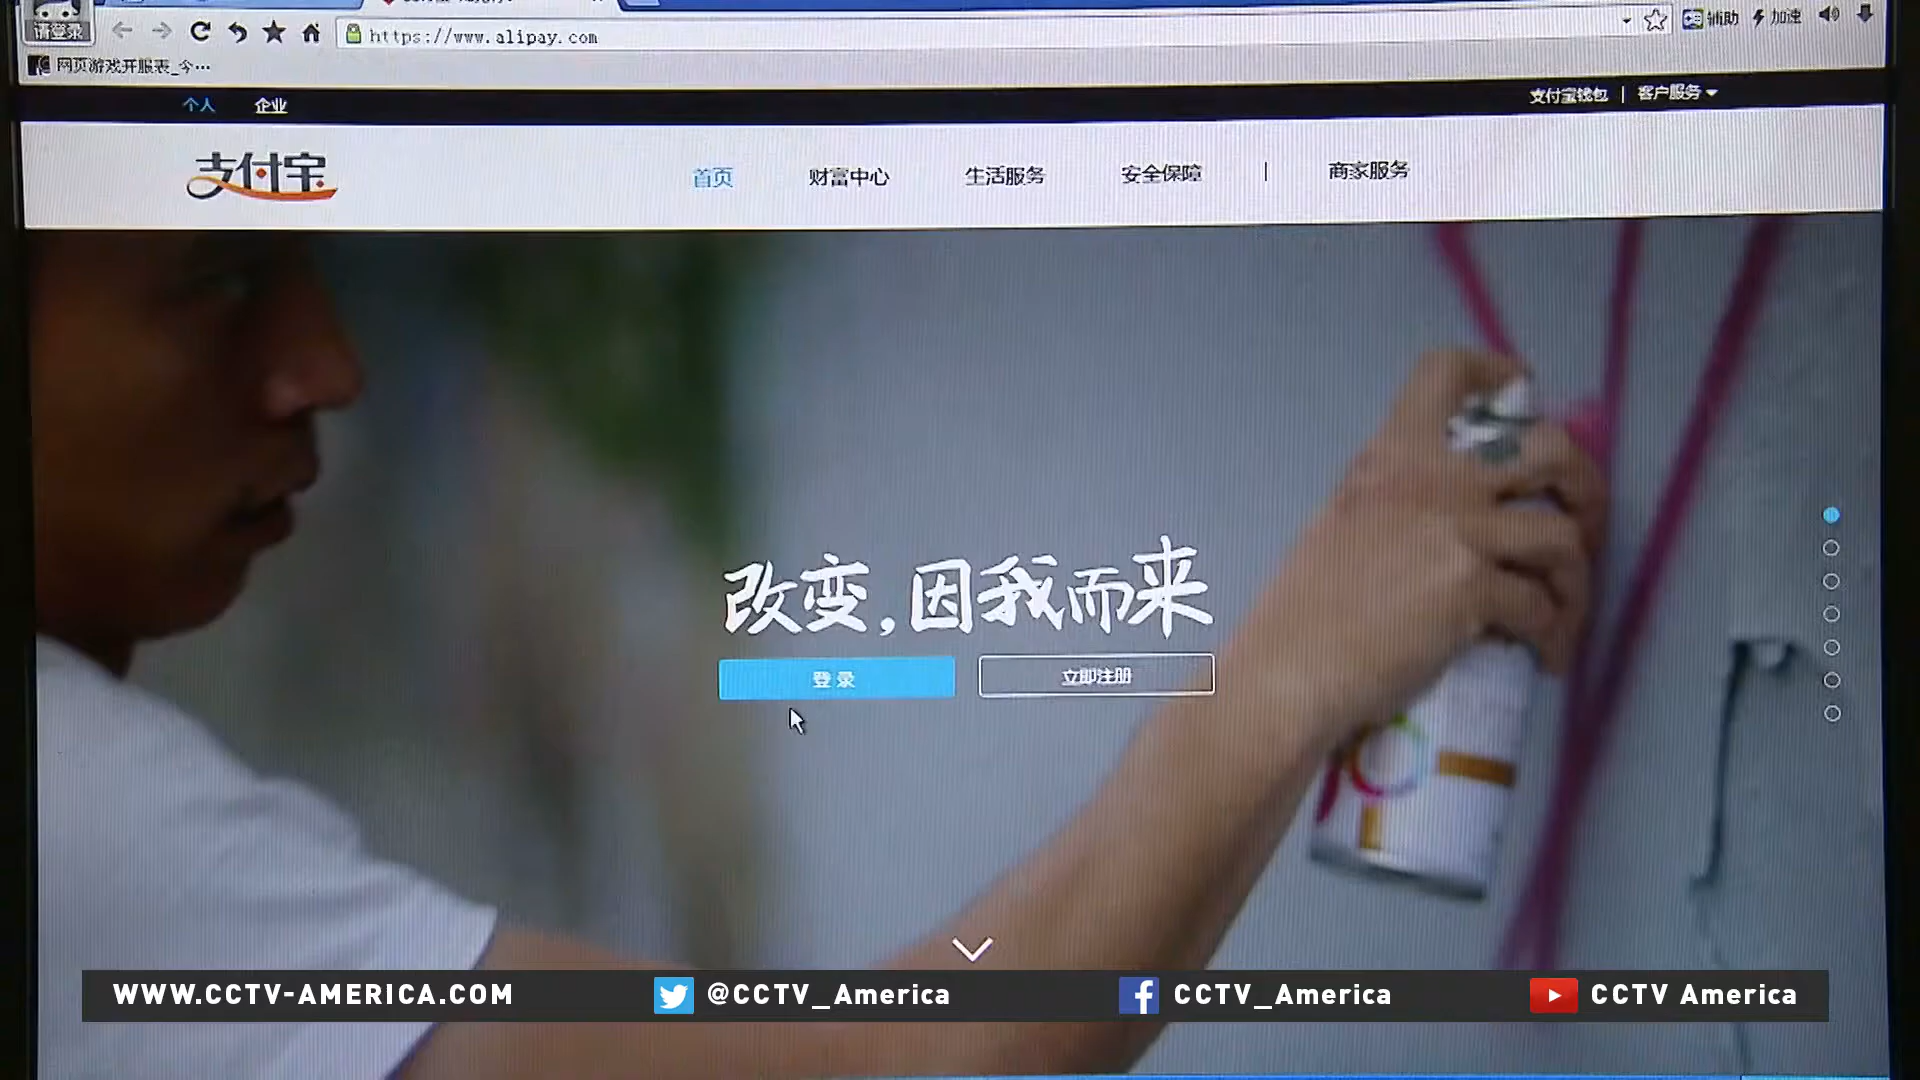 请登录
https://www.alipay.com
辅助
加速
网页游戏开服表_今…
个人
企业
支付宝钱包 | 客户服务
支付宝
首页
财富中心
生活服务
安全保障
|
商家服务
改变,因我而来
登录
立即注册
WWW.CCTV-AMERICA.COM
@CCTV_America
CCTV_America
CCTV America